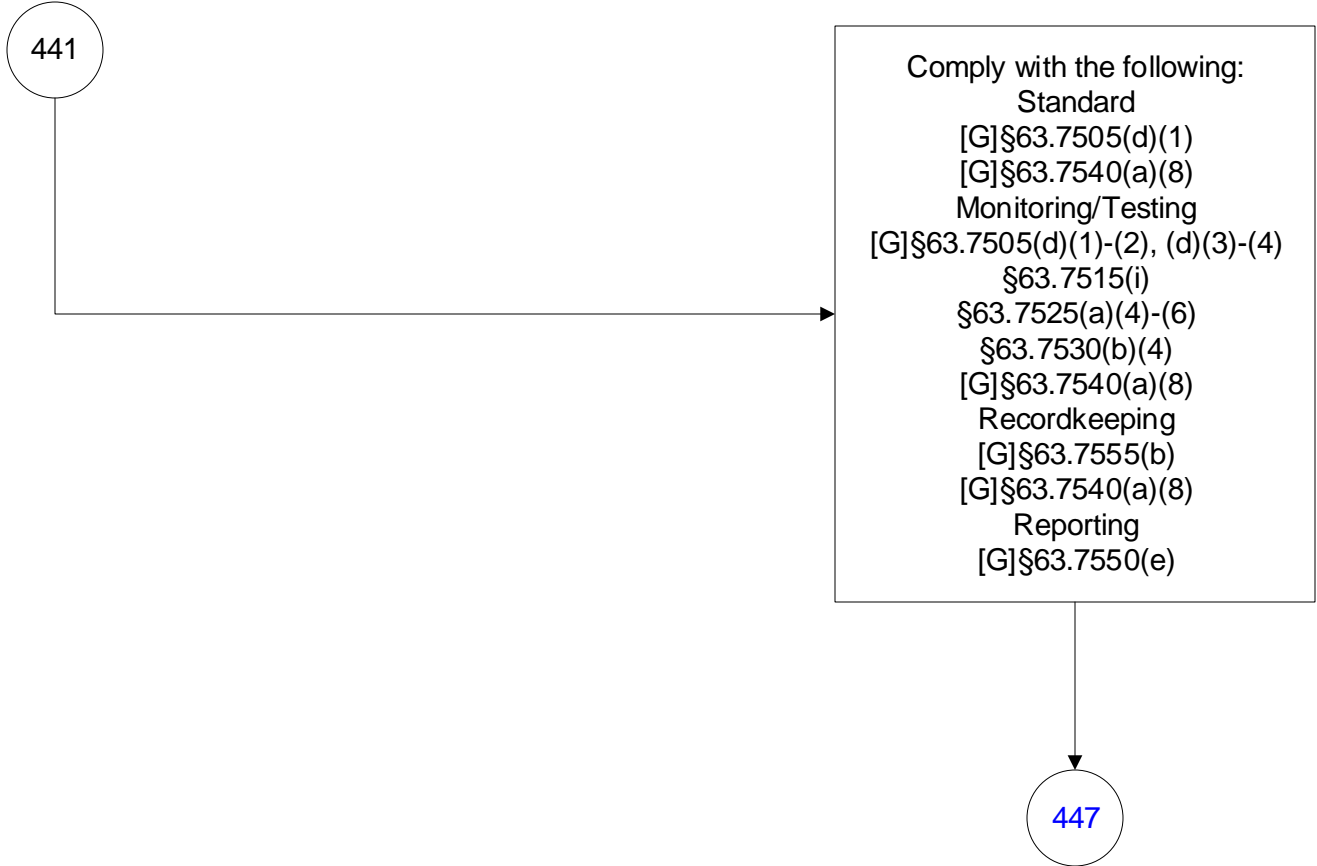 441
Comply with the following:
Standard
[G]§63.7505(d)(1)
[G]§63.7540(a)(8)
Monitoring/Testing
[G]§63.7505(d)(1)-(2), (d)(3)-(4)
§63.7515(i)
§63.7525(a)(4)-(6)
§63.7530(b)(4)
[G]§63.7540(a)(8)
Recordkeeping
[G]§63.7555(b)
[G]§63.7540(a)(8)
Reporting
[G]§63.7550(e)
447